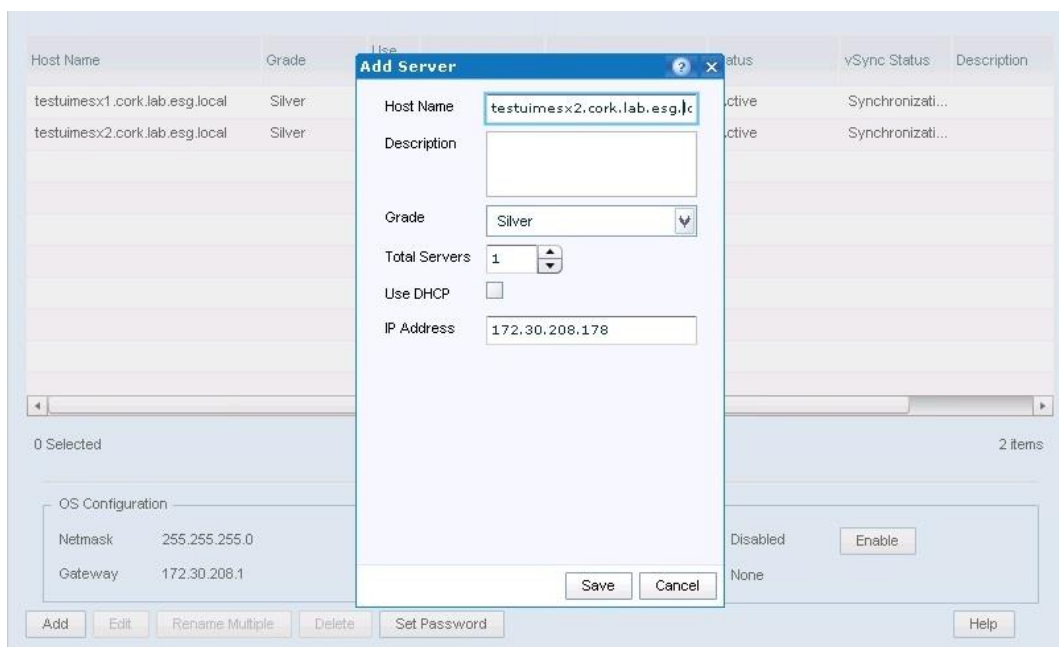 Host Name Grade Use atus vSync Status Description
testuimesx1.cork.lab.esg.local Silver ctive Synchronizati...
testuimesx2.cork.lab.esg.local Silver ctive Synchronizati...
Add Server
Host Name testuimesx2.cork.lab.esg.lc
Description
Grade Silver
Total Servers 1
Use DHCP
IP Address 172.30.208.178
0 Selected 2 items
OS Configuration
Netmask 255.255.255.0 Disabled Enable
Gateway 172.30.208.1 None
Save Cancel
Add Edit Rename Multiple Delete Set Password Help